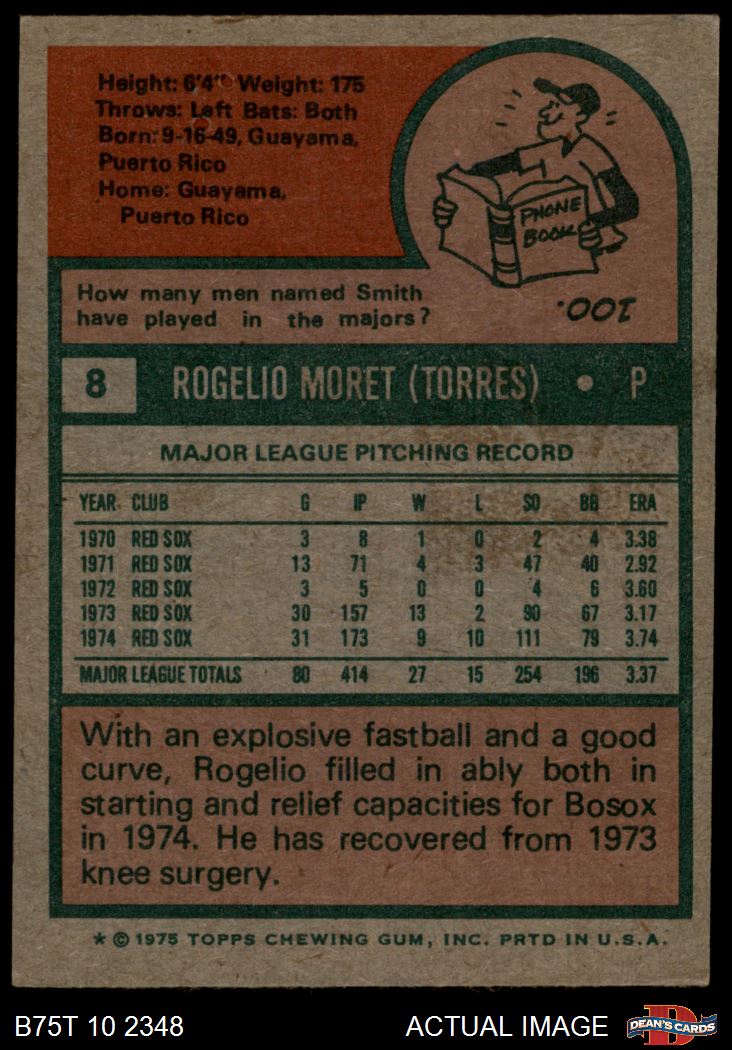 Height: 6'4" Weight: 175
Throws: Left Bats: Both
Born: 9-16-49, Guayama,
Puerto Rico
Home: Guayama,
Puerto Rico
PHONE
BOOK
How many men named Smith
have played in the majors?
100.
8 ROGELIO MORET (TORRES) • P
MAJOR LEAGUE PITCHING RECORD
YEAR CLUB G IP W L SO BB ERA
1970 RED SOX 3 8 1 0 2 4 3.38
1971 RED SOX 13 71 4 3 47 40 2.92
1972 RED SOX 3 5 0 0 4 6 3.60
1973 RED SOX 30 157 13 2 90 67 3.17
1974 RED SOX 31 173 9 10 111 79 3.74
MAJOR LEAGUE TOTALS 80 414 27 15 254 196 3.37
With an explosive fastball and a good
curve, Rogelio filled in ably both in
starting and relief capacities for Bosox
in 1974. He has recovered from 1973
knee surgery.
* © 1975 TOPPS CHEWING GUM, INC. PRTD IN U.S.A.
B75T 10 2348 ACTUAL IMAGE D DEAN'S CARDS